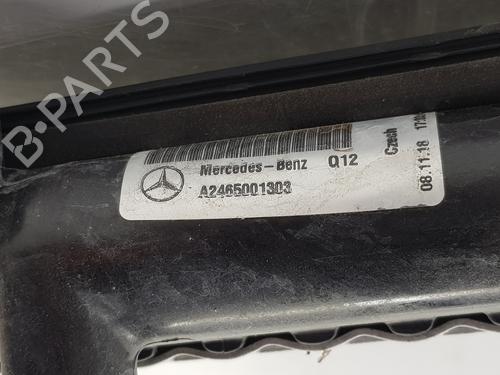 B-PARTS
Mercedes-Benz Q12
A2465001303
Czech
08.11.18